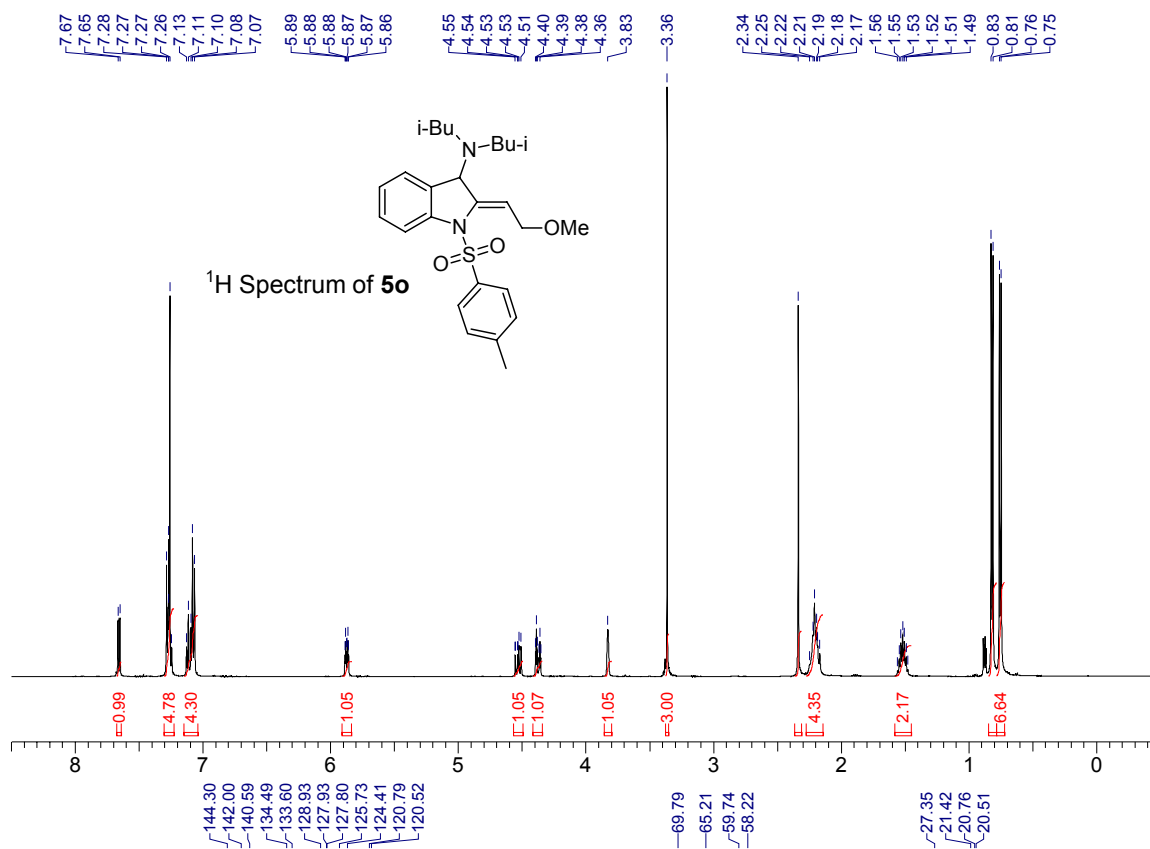 7.67 7.65 7.28 7.27 7.27 7.26 7.13 7.11 7.10 7.08 7.07 5.89 5.88 5.88 5.87 5.87 5.86 4.55 4.54 4.53 4.53 4.51 4.40 4.39 4.38 4.36 3.83 3.36 2.34 2.25 2.22 2.21 2.19 2.18 2.17 1.56 1.55 1.53 1.52 1.51 1.49 0.83 0.81 0.76 0.75
i-Bu
N
Bu-i
OMe
N
O
S
O
¹H Spectrum of 5o
0.99 4.78 4.30 1.05 1.05 1.07 1.05 3.00 4.35 2.17 6.64
8 7 6 5 4 3 2 1 0
144.30 142.00 140.59 134.49 133.60 128.93 127.93 127.80 125.73 124.41 120.79 120.52 69.79 65.21 59.74 58.22 27.35 21.42 20.76 20.51